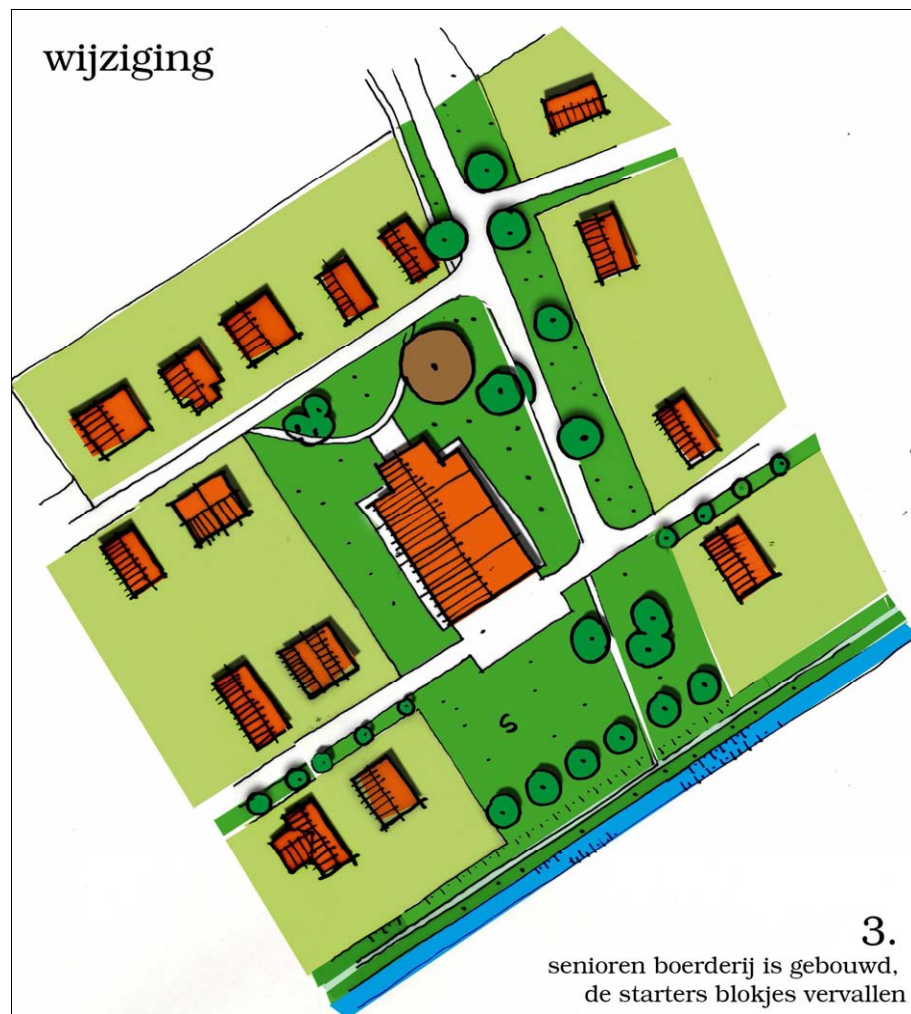 wijziging
S
3.
senioren boerderij is gebouwd,
de starters blokjes vervallen